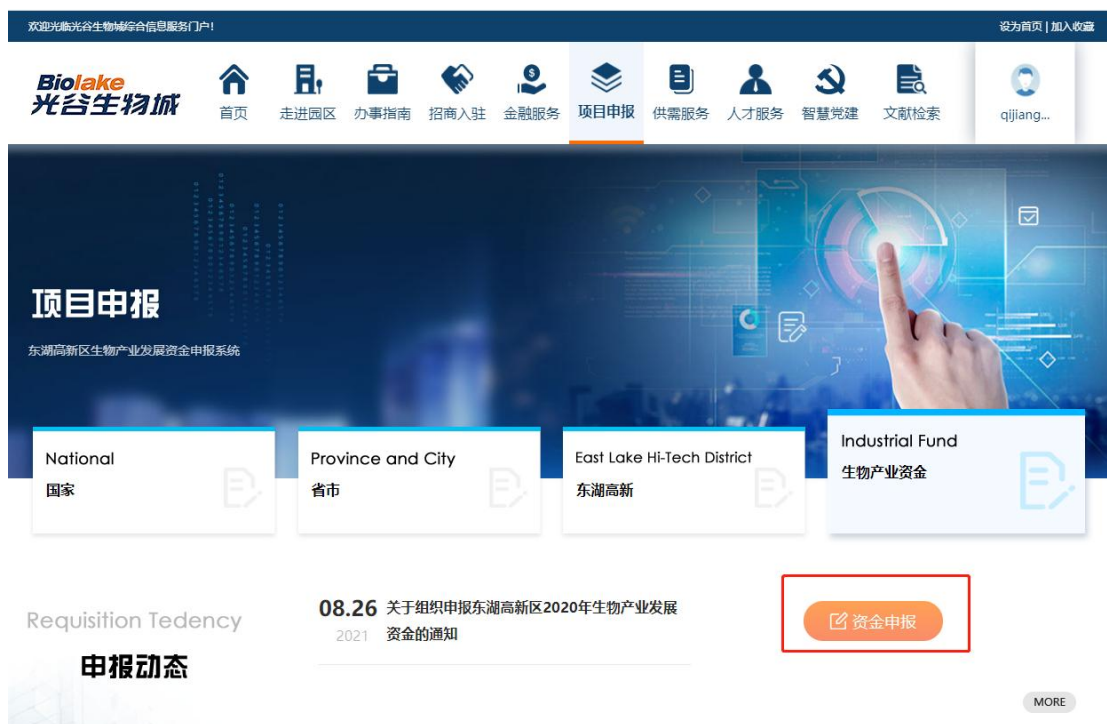 欢迎光临光谷生物城综合信息服务门户!
设为首页 | 加入收藏
Biolake
光谷生物城
首页
走进园区
办事指南
招商入驻
金融服务
项目申报
供需服务
人才服务
智慧党建
文献检索
qijiang...
项目申报
东湖高新区生物产业发展资金申报系统
National
国家
Province and City
省市
East Lake Hi-Tech District
东湖高新
Industrial Fund
生物产业资金
Requisition Tedency
申报动态
08.26
2021
关于组织申报东湖高新区2020年生物产业发展
资金的通知
资金申报
MORE